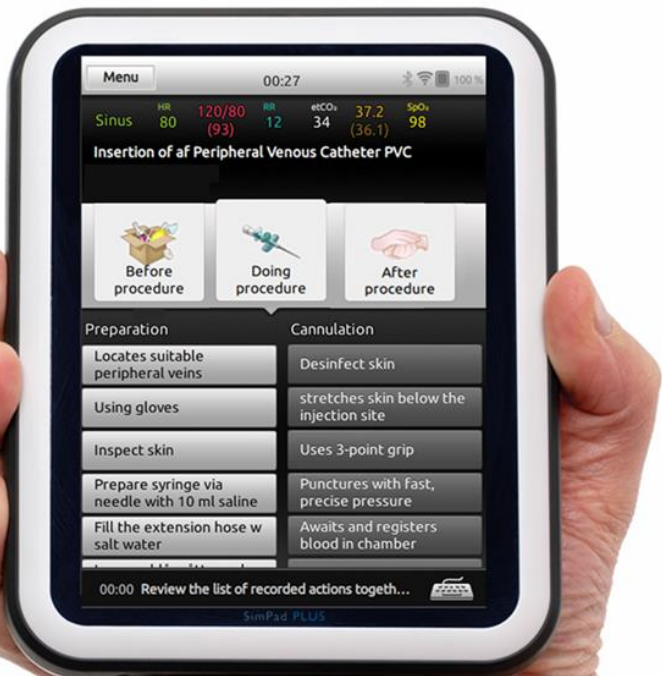 Menu
00:27
100 %
Sinus
HR
80
120/80
(93)
RR
12
etCO₂
34
37.2
(36.1)
SpO₂
98
Insertion of af Peripheral Venous Catheter PVC
Before
procedure
Doing
procedure
After
procedure
Preparation
Locates suitable
peripheral veins
Using gloves
Inspect skin
Prepare syringe via
needle with 10 ml saline
Fill the extension hose w
salt water
Cannulation
Desinfect skin
stretches skin below the
injection site
Uses 3-point grip
Punctures with fast,
precise pressure
Awaits and registers
blood in chamber
00:00 Review the list of recorded actions togeth...
SimPad PLUS